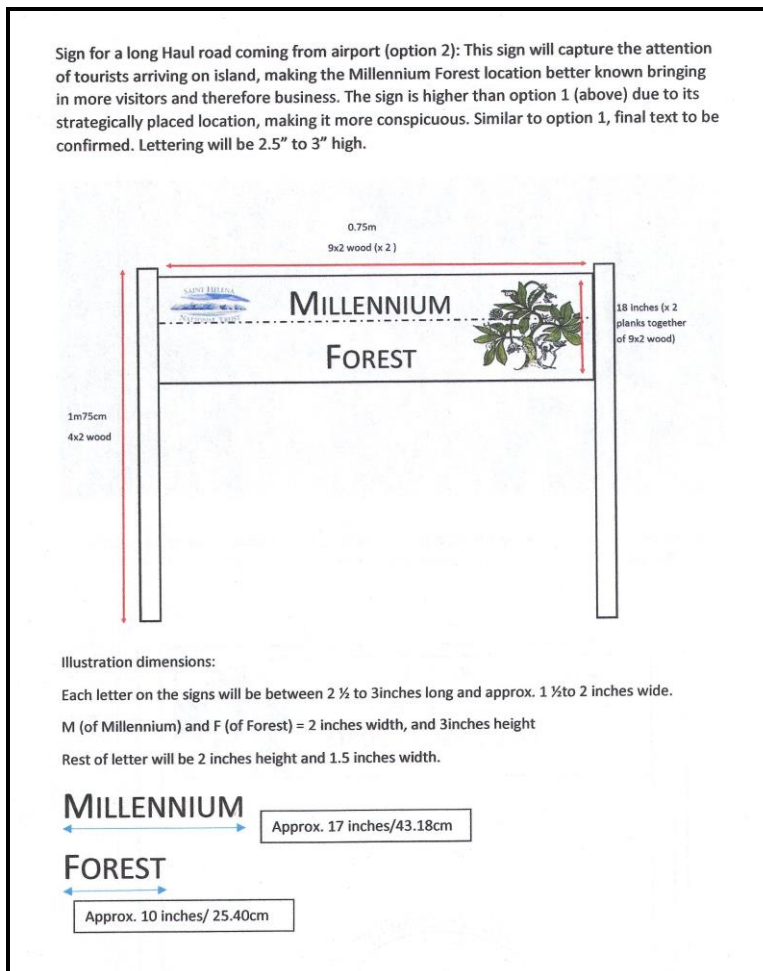 Sign for a long Haul road coming from airport (option 2): This sign will capture the attention
of tourists arriving on island, making the Millennium Forest location better known bringing
in more visitors and therefore business. The sign is higher than option 1 (above) due to its
strategically placed location, making it more conspicuous. Similar to option 1, final text to be
confirmed. Lettering will be 2.5” to 3” high.
0.75m
9x2 wood (x 2 )
SAINT HELENA
NATIONAL TRUST
MILLENNIUM
FOREST
18 inches (x 2
planks together
of 9x2 wood)
1m75cm
4x2 wood
Illustration dimensions:
Each letter on the signs will be between 2 ½ to 3inches long and approx. 1 ½to 2 inches wide.
M (of Millennium) and F (of Forest) = 2 inches width, and 3inches height
Rest of letter will be 2 inches height and 1.5 inches width.
MILLENNIUM
Approx. 17 inches/43.18cm
FOREST
Approx. 10 inches/ 25.40cm